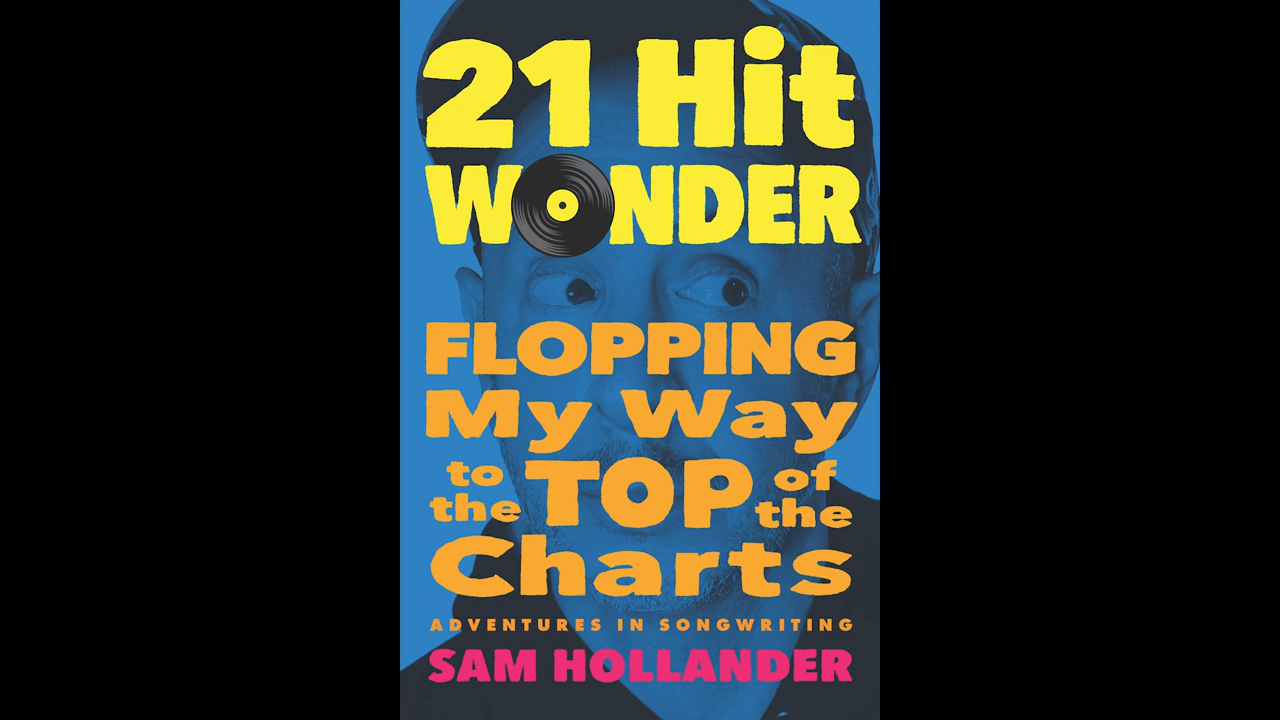 21 Hit
WONDER
FLOPPING
My Way
to the TOP of the
Charts
ADVENTURES IN SONGWRITING
SAM HOLLANDER